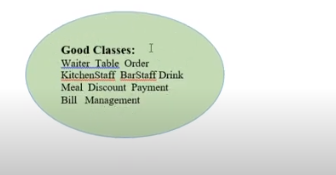 Good Classes:
Waiter Table Order
KitchenStaff BarStaff Drink
Meal Discount Payment
Bill Management